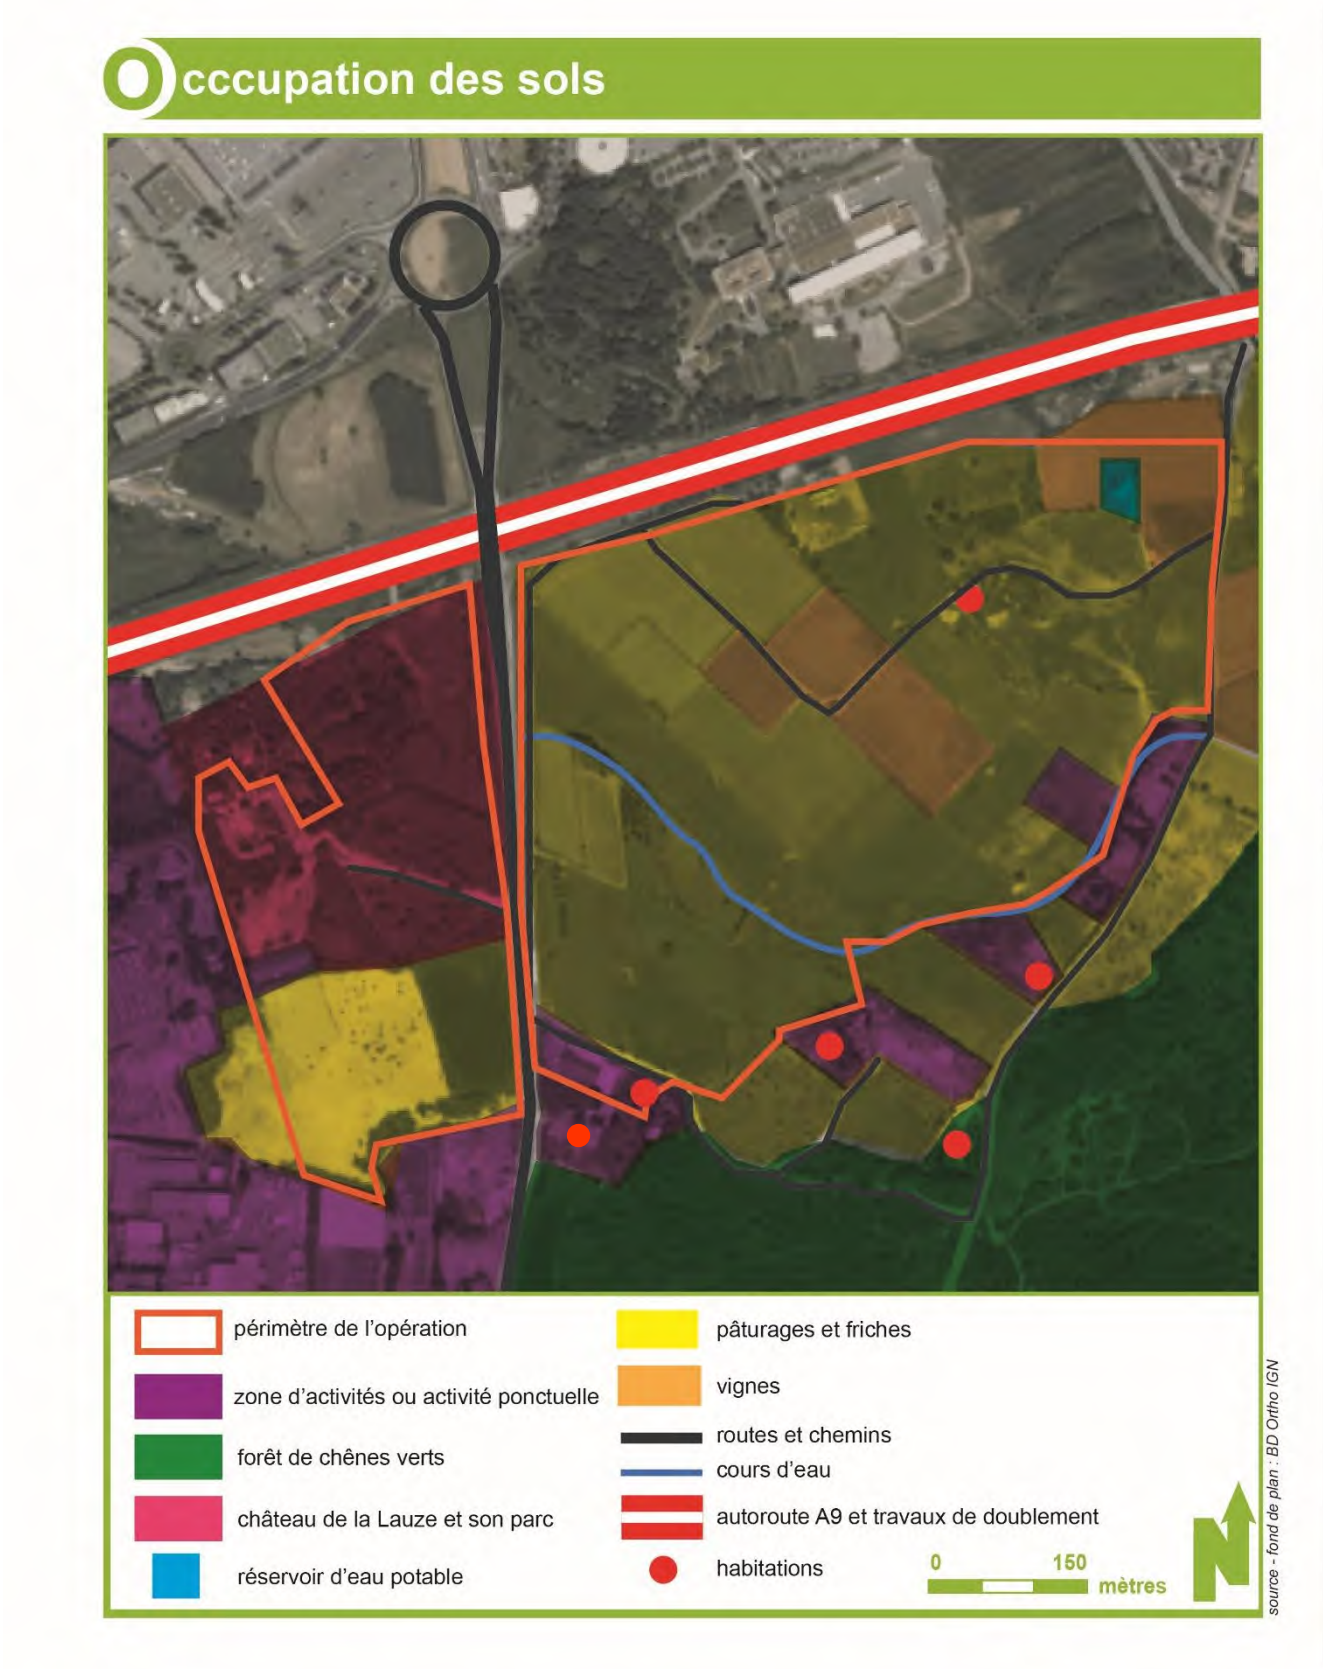 Occcupation des sols
périmètre de l'opération
zone d'activités ou activité ponctuelle
forêt de chênes verts
château de la Lauze et son parc
réservoir d'eau potable
pâturages et friches
vignes
routes et chemins
cours d'eau
autoroute A9 et travaux de doublement
habitations
0 150
mètres
N
source - fond de plan : BD Ortho IGN